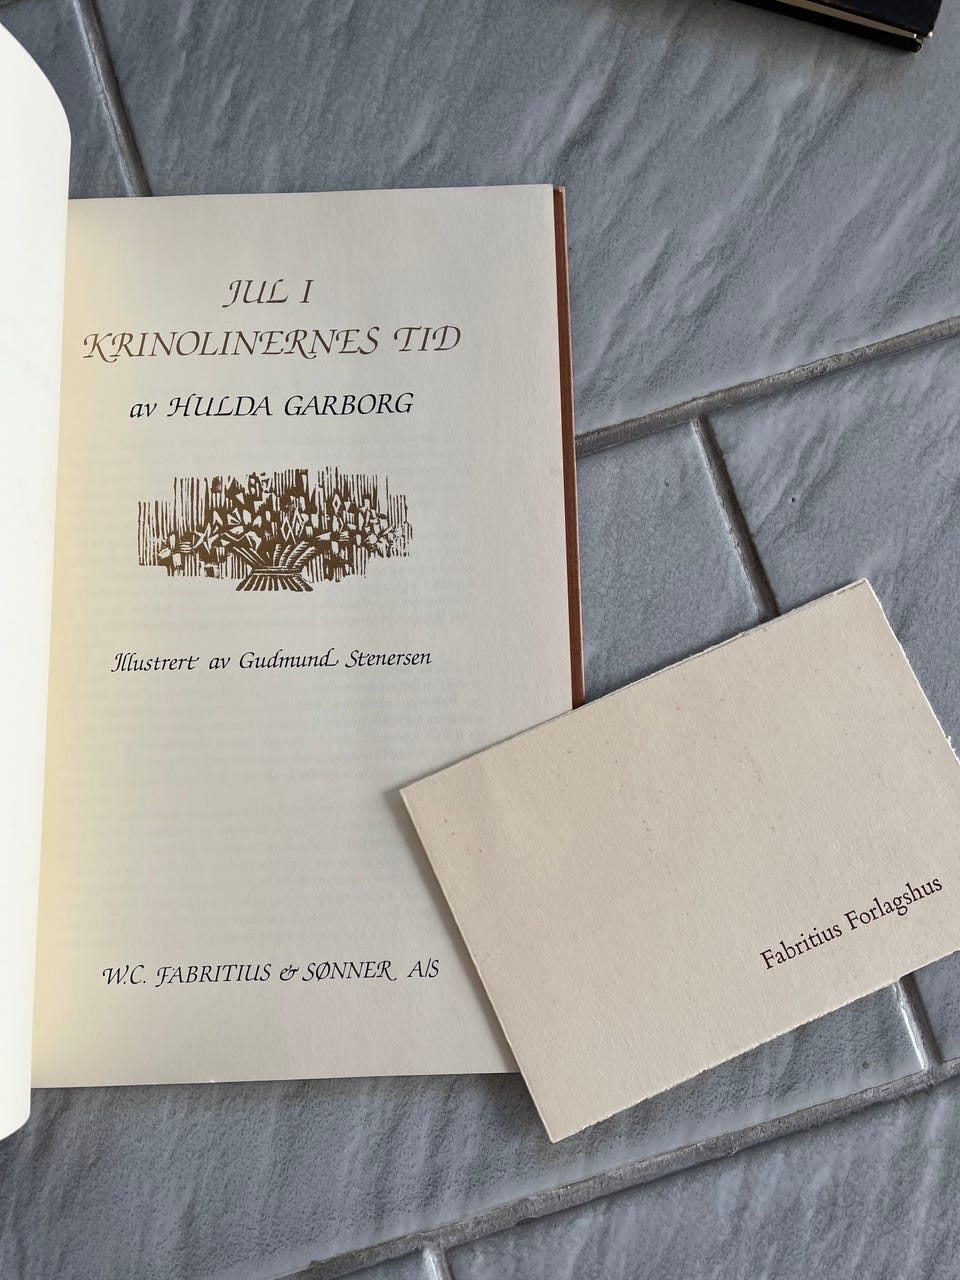 JUL I
KRINOLINERNES TID
av HULDA GARBORG
Illustrert av Gudmund Stenersen
W.C. FABRITIUS & SØNNER A/S
Fabritius Forlagshus